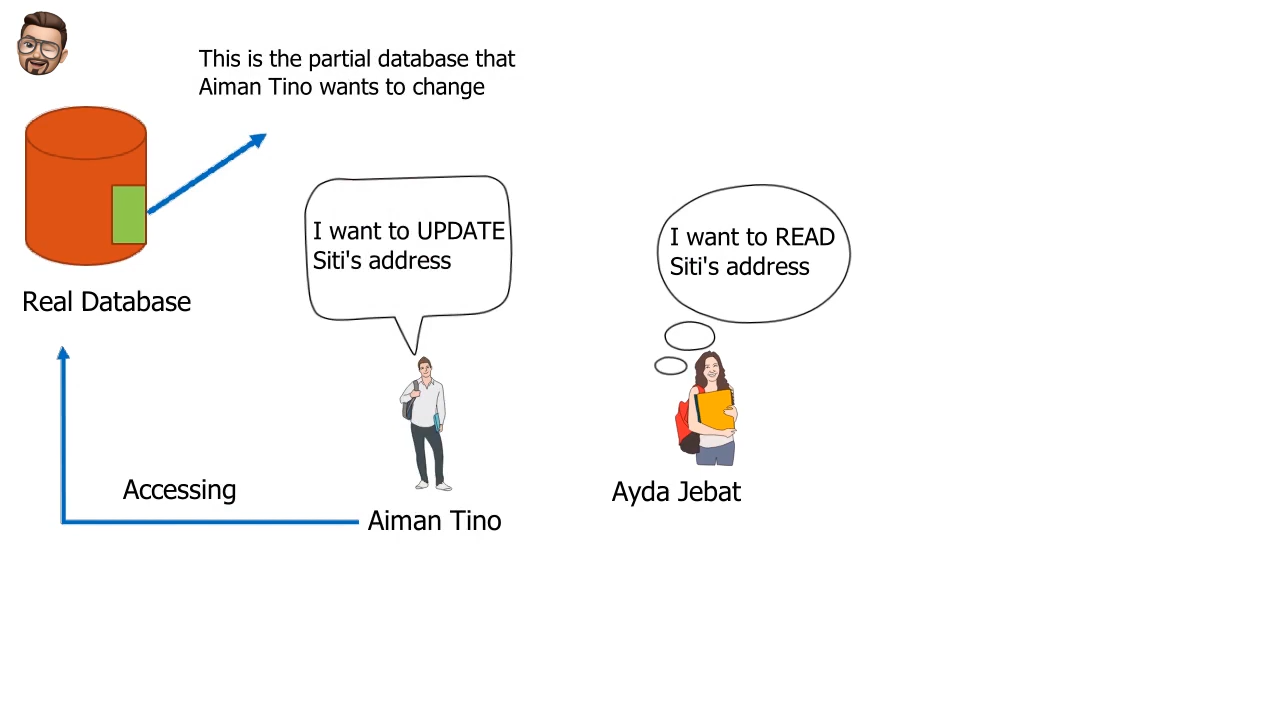 This is the partial database that
Aiman Tino wants to change
I want to UPDATE
Siti's address
I want to READ
Siti's address
Real Database
Accessing
Aiman Tino
Ayda Jebat